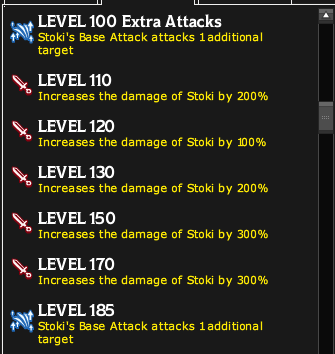 LEVEL 100 Extra Attacks
Stoki's Base Attack attacks 1 additional
target
LEVEL 110
Increases the damage of Stoki by 200%
LEVEL 120
Increases the damage of Stoki by 100%
LEVEL 130
Increases the damage of Stoki by 200%
LEVEL 150
Increases the damage of Stoki by 300%
LEVEL 170
Increases the damage of Stoki by 300%
LEVEL 185
Stoki's Base Attack attacks 1 additional
target